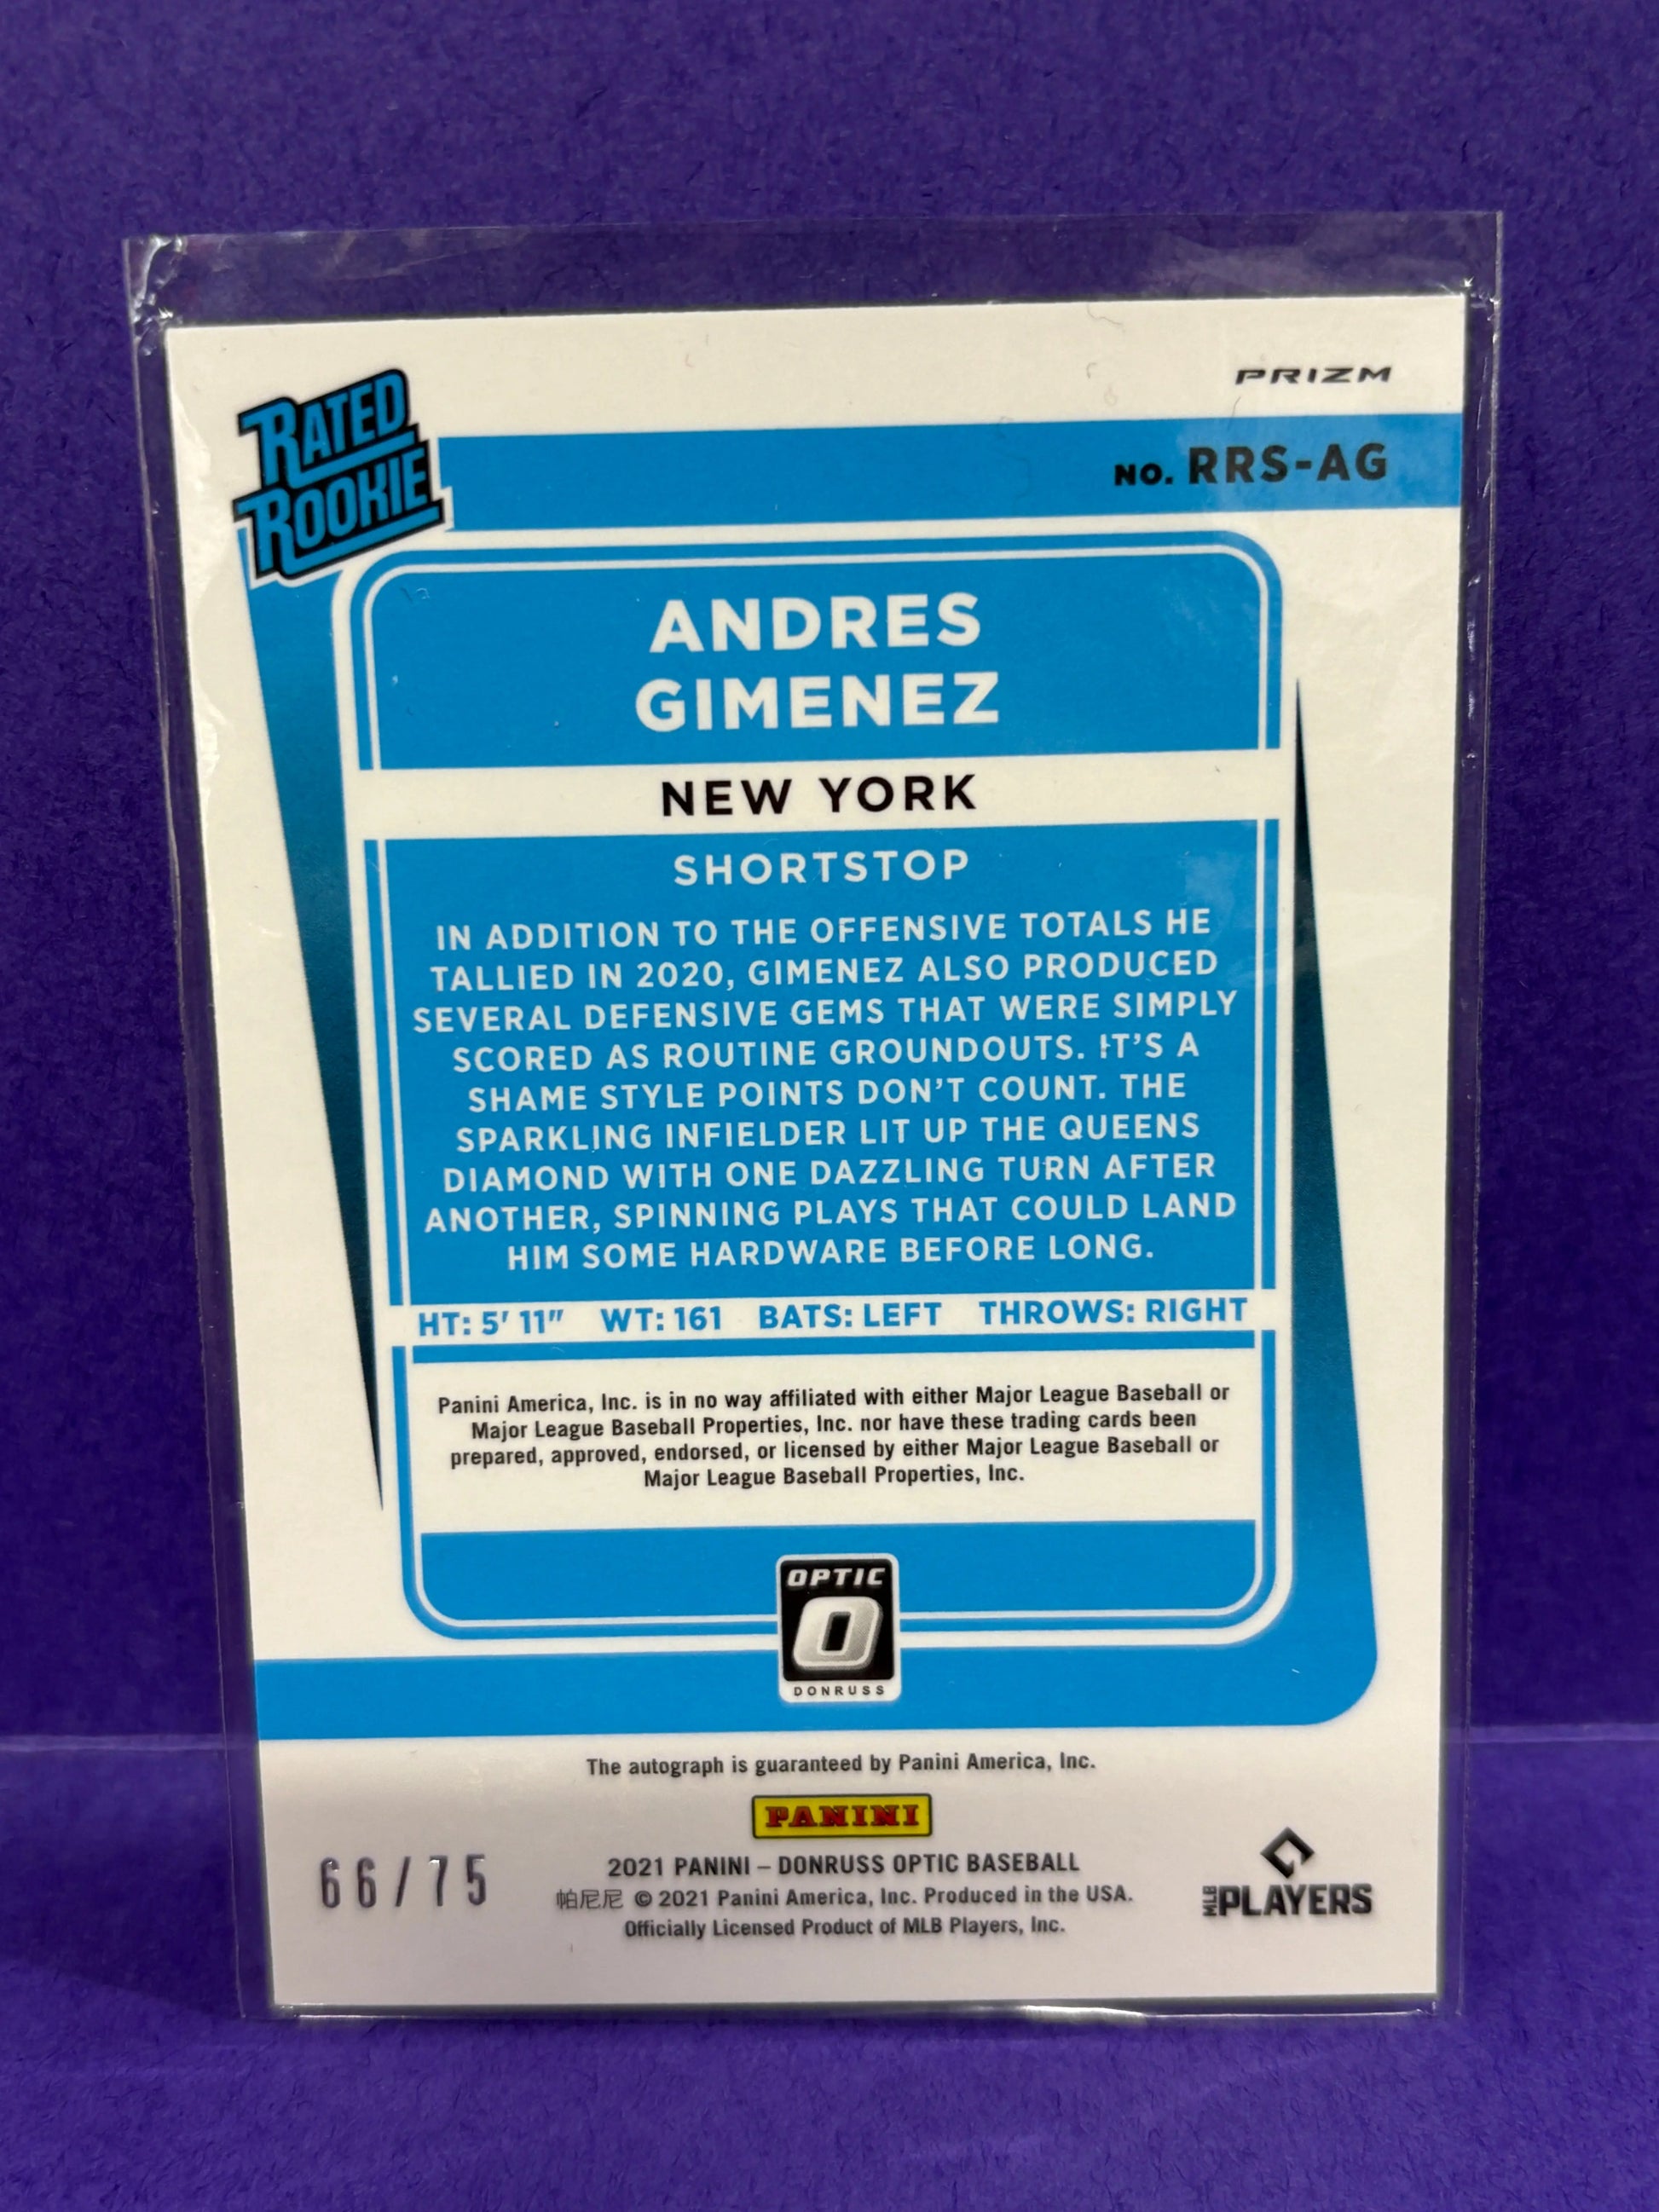 PRIZM
RATED
ROOKIE
NO. RRS-AG
ANDRES
GIMENEZ
NEW YORK
SHORTSTOP
IN ADDITION TO THE OFFENSIVE TOTALS HE
TALLIED IN 2020, GIMENEZ ALSO PRODUCED
SEVERAL DEFENSIVE GEMS THAT WERE SIMPLY
SCORED AS ROUTINE GROUNDOUTS. IT'S A
SHAME STYLE POINTS DON'T COUNT. THE
SPARKLING INFIELDER LIT UP THE QUEENS
DIAMOND WITH ONE DAZZLING TURN AFTER
ANOTHER, SPINNING PLAYS THAT COULD LAND
HIM SOME HARDWARE BEFORE LONG.
HT: 5' 11" WT: 161 BATS: LEFT THROWS: RIGHT
Panini America, Inc. is in no way affiliated with either Major League Baseball or
Major League Baseball Properties, Inc. nor have these trading cards been
prepared, approved, endorsed, or licensed by either Major League Baseball or
Major League Baseball Properties, Inc.
OPTIC
O
DONRUSS
The autograph is guaranteed by Panini America, Inc.
PANINI
66/75
2021 PANINI – DONRUSS OPTIC BASEBALL
帕尼尼 © 2021 Panini America, Inc. Produced in the USA.
Officially Licensed Product of MLB Players, Inc.
MLB PLAYERS